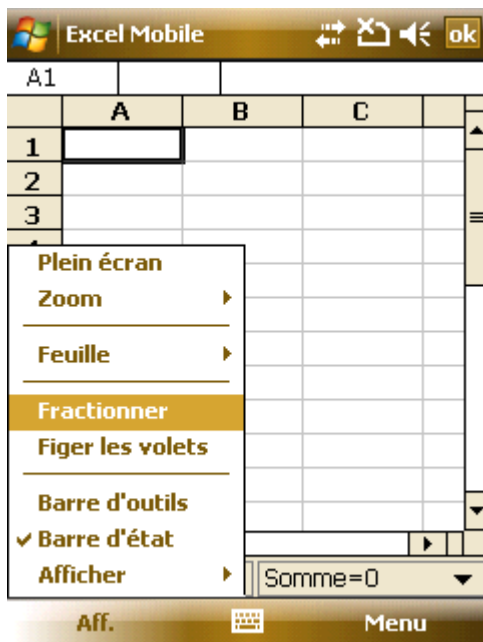 Excel Mobile ok
A1
A B C
1
2
3
Plein écran
Zoom
Feuille
Fractionner
Figer les volets
Barre d'outils
Barre d'état
Afficher
Somme=0
Aff. Menu